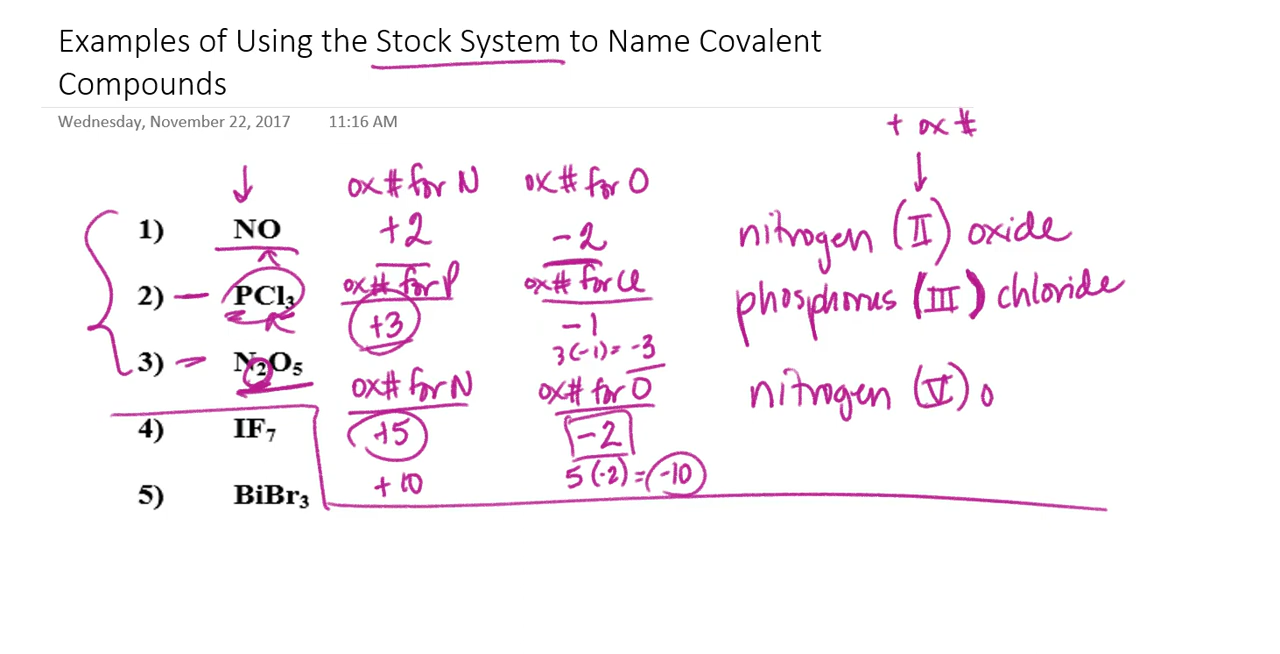 Examples of Using the Stock System to Name Covalent
Compounds
Wednesday, November 22, 2017 11:16 AM
+ ox #
ox# for N ox# for O
1) NO +2 -2 nitrogen (II) oxide
ox# for P ox# for Cl
2) PCl₃ +3 -1 phosphorus (III) chloride
3(-1)= -3
3) N₂O₅
ox# for N ox# for O nitrogen (V) o
4) IF₇ +5 -2
+10 5(-2)=(-10)
5) BiBr₃